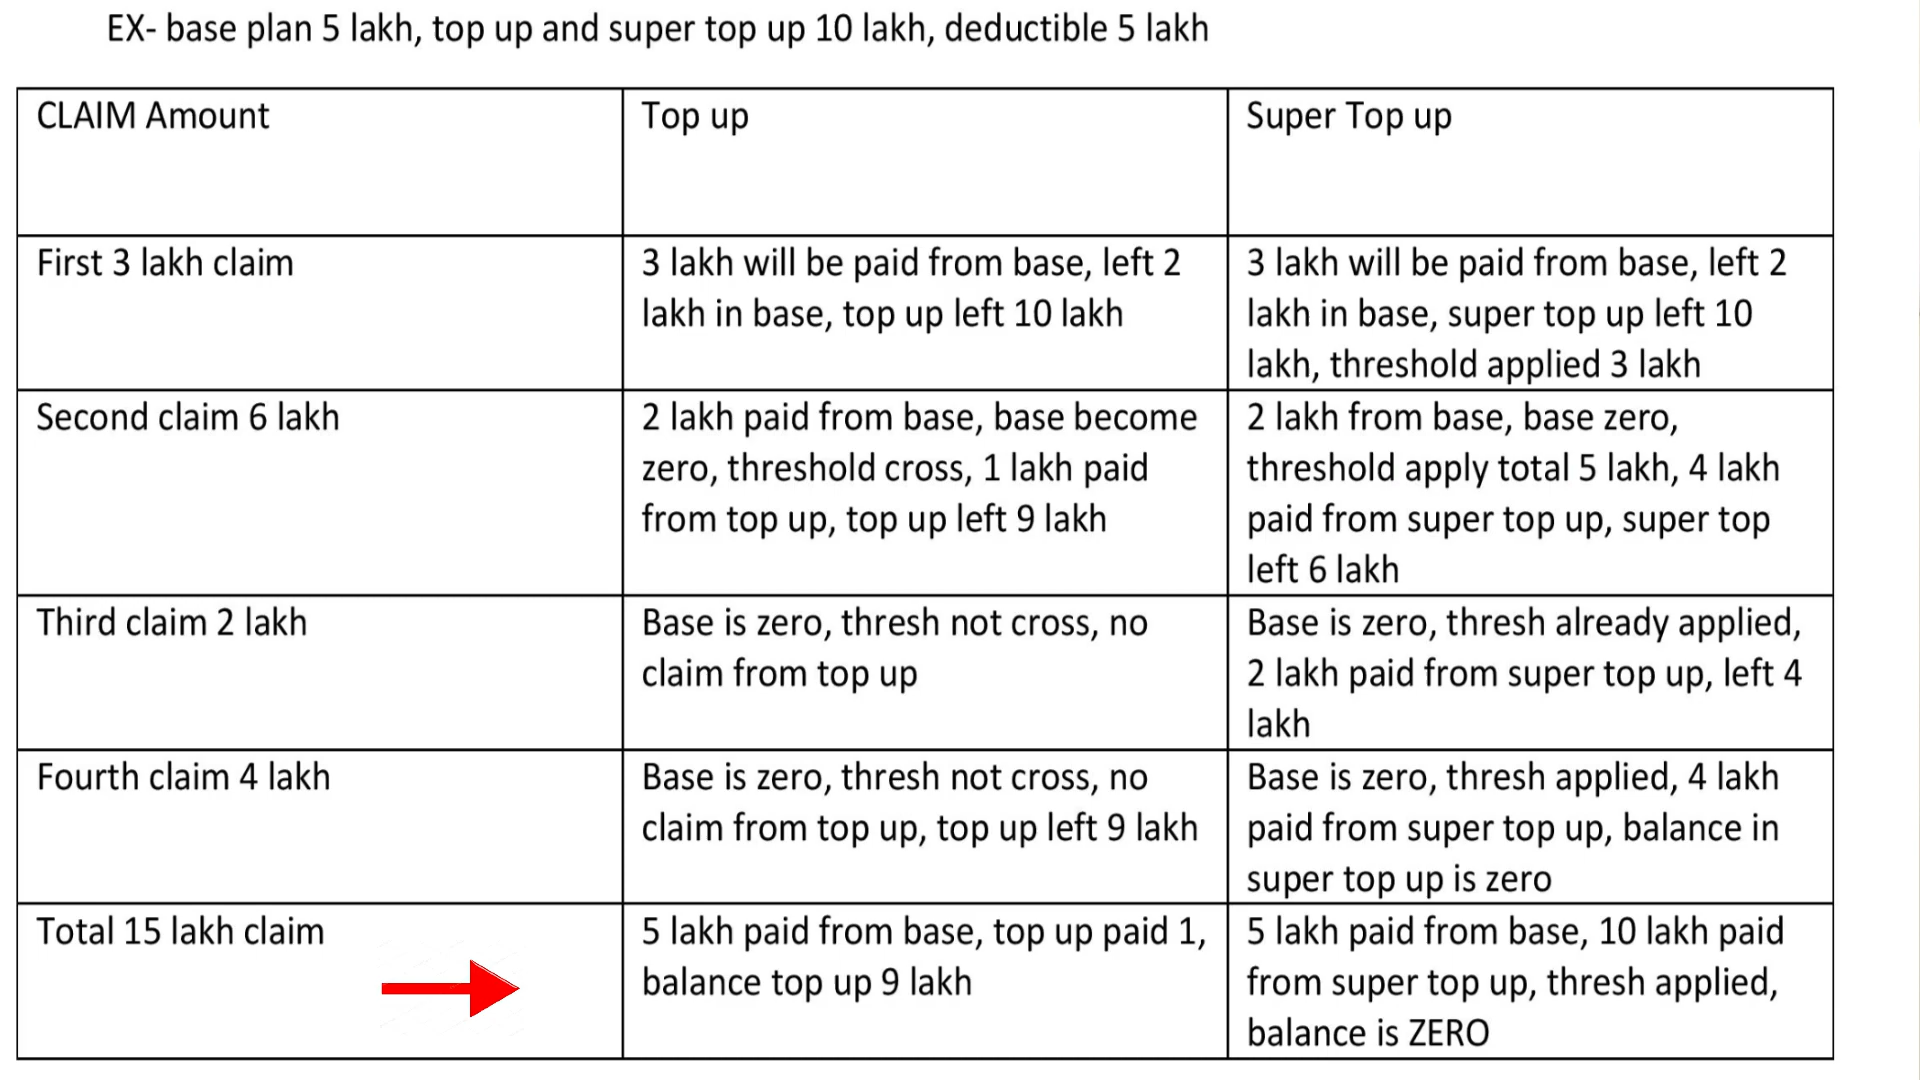 EX- base plan 5 lakh, top up and super top up 10 lakh, deductible 5 lakh
CLAIM Amount
Top up
Super Top up
First 3 lakh claim
3 lakh will be paid from base, left 2
lakh in base, top up left 10 lakh
3 lakh will be paid from base, left 2
lakh in base, super top up left 10
lakh, threshold applied 3 lakh
Second claim 6 lakh
2 lakh paid from base, base become
zero, threshold cross, 1 lakh paid
from top up, top up left 9 lakh
2 lakh from base, base zero,
threshold apply total 5 lakh, 4 lakh
paid from super top up, super top
left 6 lakh
Third claim 2 lakh
Base is zero, thresh not cross, no
claim from top up
Base is zero, thresh already applied,
2 lakh paid from super top up, left 4
lakh
Fourth claim 4 lakh
Base is zero, thresh not cross, no
claim from top up, top up left 9 lakh
Base is zero, thresh applied, 4 lakh
paid from super top up, balance in
super top up is zero
Total 15 lakh claim
5 lakh paid from base, top up paid 1,
balance top up 9 lakh
5 lakh paid from base, 10 lakh paid
from super top up, thresh applied,
balance is ZERO